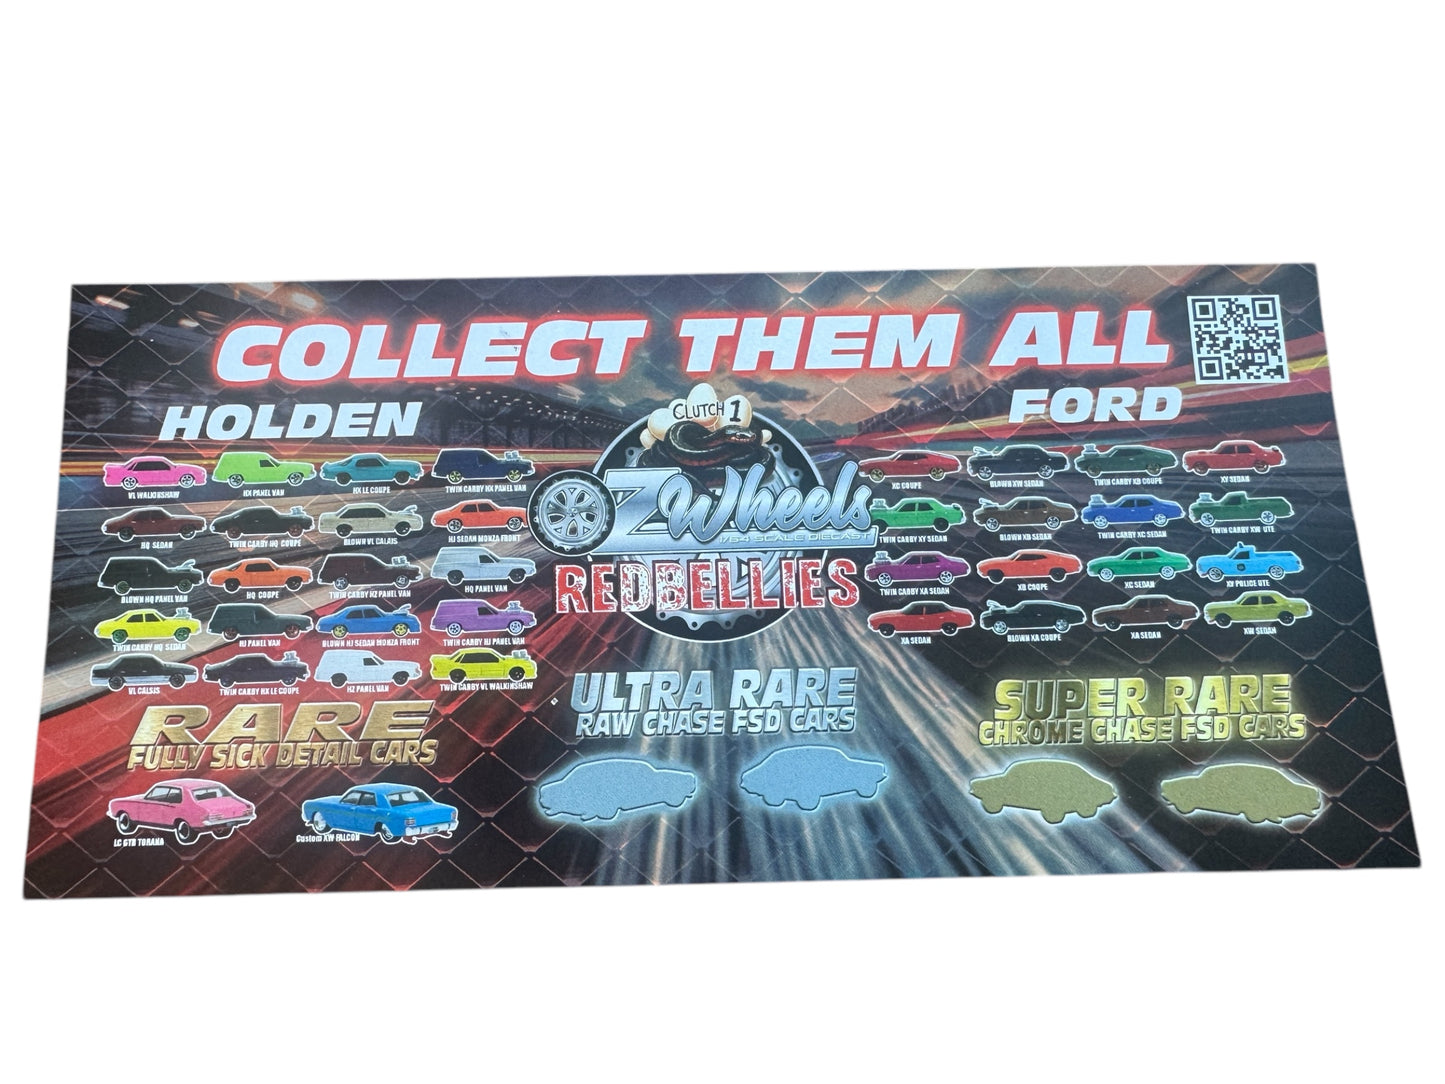 COLLECT THEM ALL
HOLDEN
VL WALKINSHAW
HX PANEL VAN
HX LE COUPE
TWIN CARBY HX PANEL VAN
HQ SEDAN
TWIN CARBY HQ COUPE
BLOWN VL CALAIS
HJ SEDAN MONZA FRONT
BLOWN HQ PANEL VAN
HQ COUPE
TWIN CARBY HZ PANEL VAN
HQ PANEL VAN
TWIN CARBY HQ SEDAN
HJ PANEL VAN
BLOWN HJ SEDAN MONZA FRONT
TWIN CARBY HJ PANEL VAN
VL CALSIS
TWIN CARBY HX LE COUPE
HZ PANEL VAN
TWIN CARBY VL WALKINSHAW
CLUTCH 1
OZ Wheels
1/64 SCALE DIECAST
REDBELLIES
FORD
XC COUPE
BLOWN XW SEDAN
TWIN CARBY XB COUPE
XY SEDAN
TWIN CARBY XY SEDAN
BLOWN XB SEDAN
TWIN CARBY XC SEDAN
TWIN CARBY XW UTE
TWIN CARBY XA SEDAN
XB COUPE
XC SEDAN
XY POLICE UTE
XA SEDAN
BLOWN XA COUPE
XA SEDAN
XW SEDAN
RARE
FULLY SICK DETAIL CARS
LC GTR TORANA
Custom XW FALCON
ULTRA RARE
RAW CHASE FSD CARS
SUPER RARE
CHROME CHASE FSD CARS